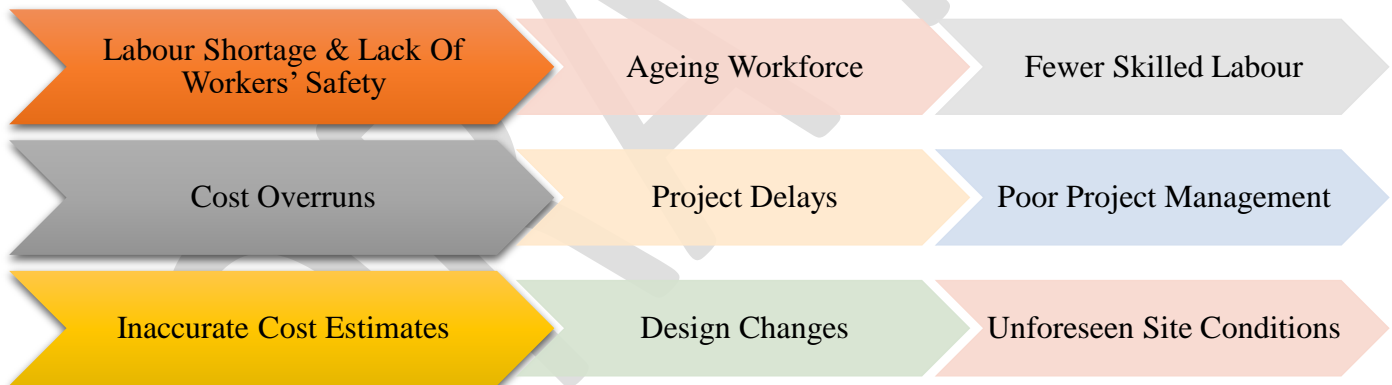 Labour Shortage & Lack Of
Workers' Safety
Ageing Workforce
Fewer Skilled Labour
Cost Overruns
Project Delays
Poor Project Management
Inaccurate Cost Estimates
Design Changes
Unforeseen Site Conditions